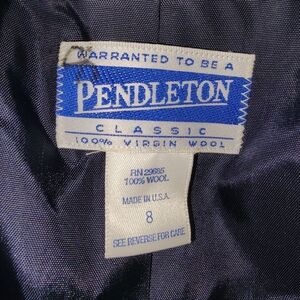 WARRANTED TO BE A
PENDLETON
CLASSIC
100% VIRGIN WOOL
RN 29685
100% WOOL
MADE IN U.S.A.
8
SEE REVERSE FOR CARE